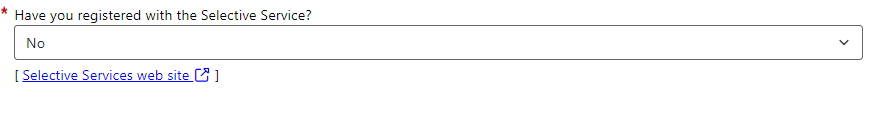 * Have you registered with the Selective Service?
No
[ Selective Services web site ]